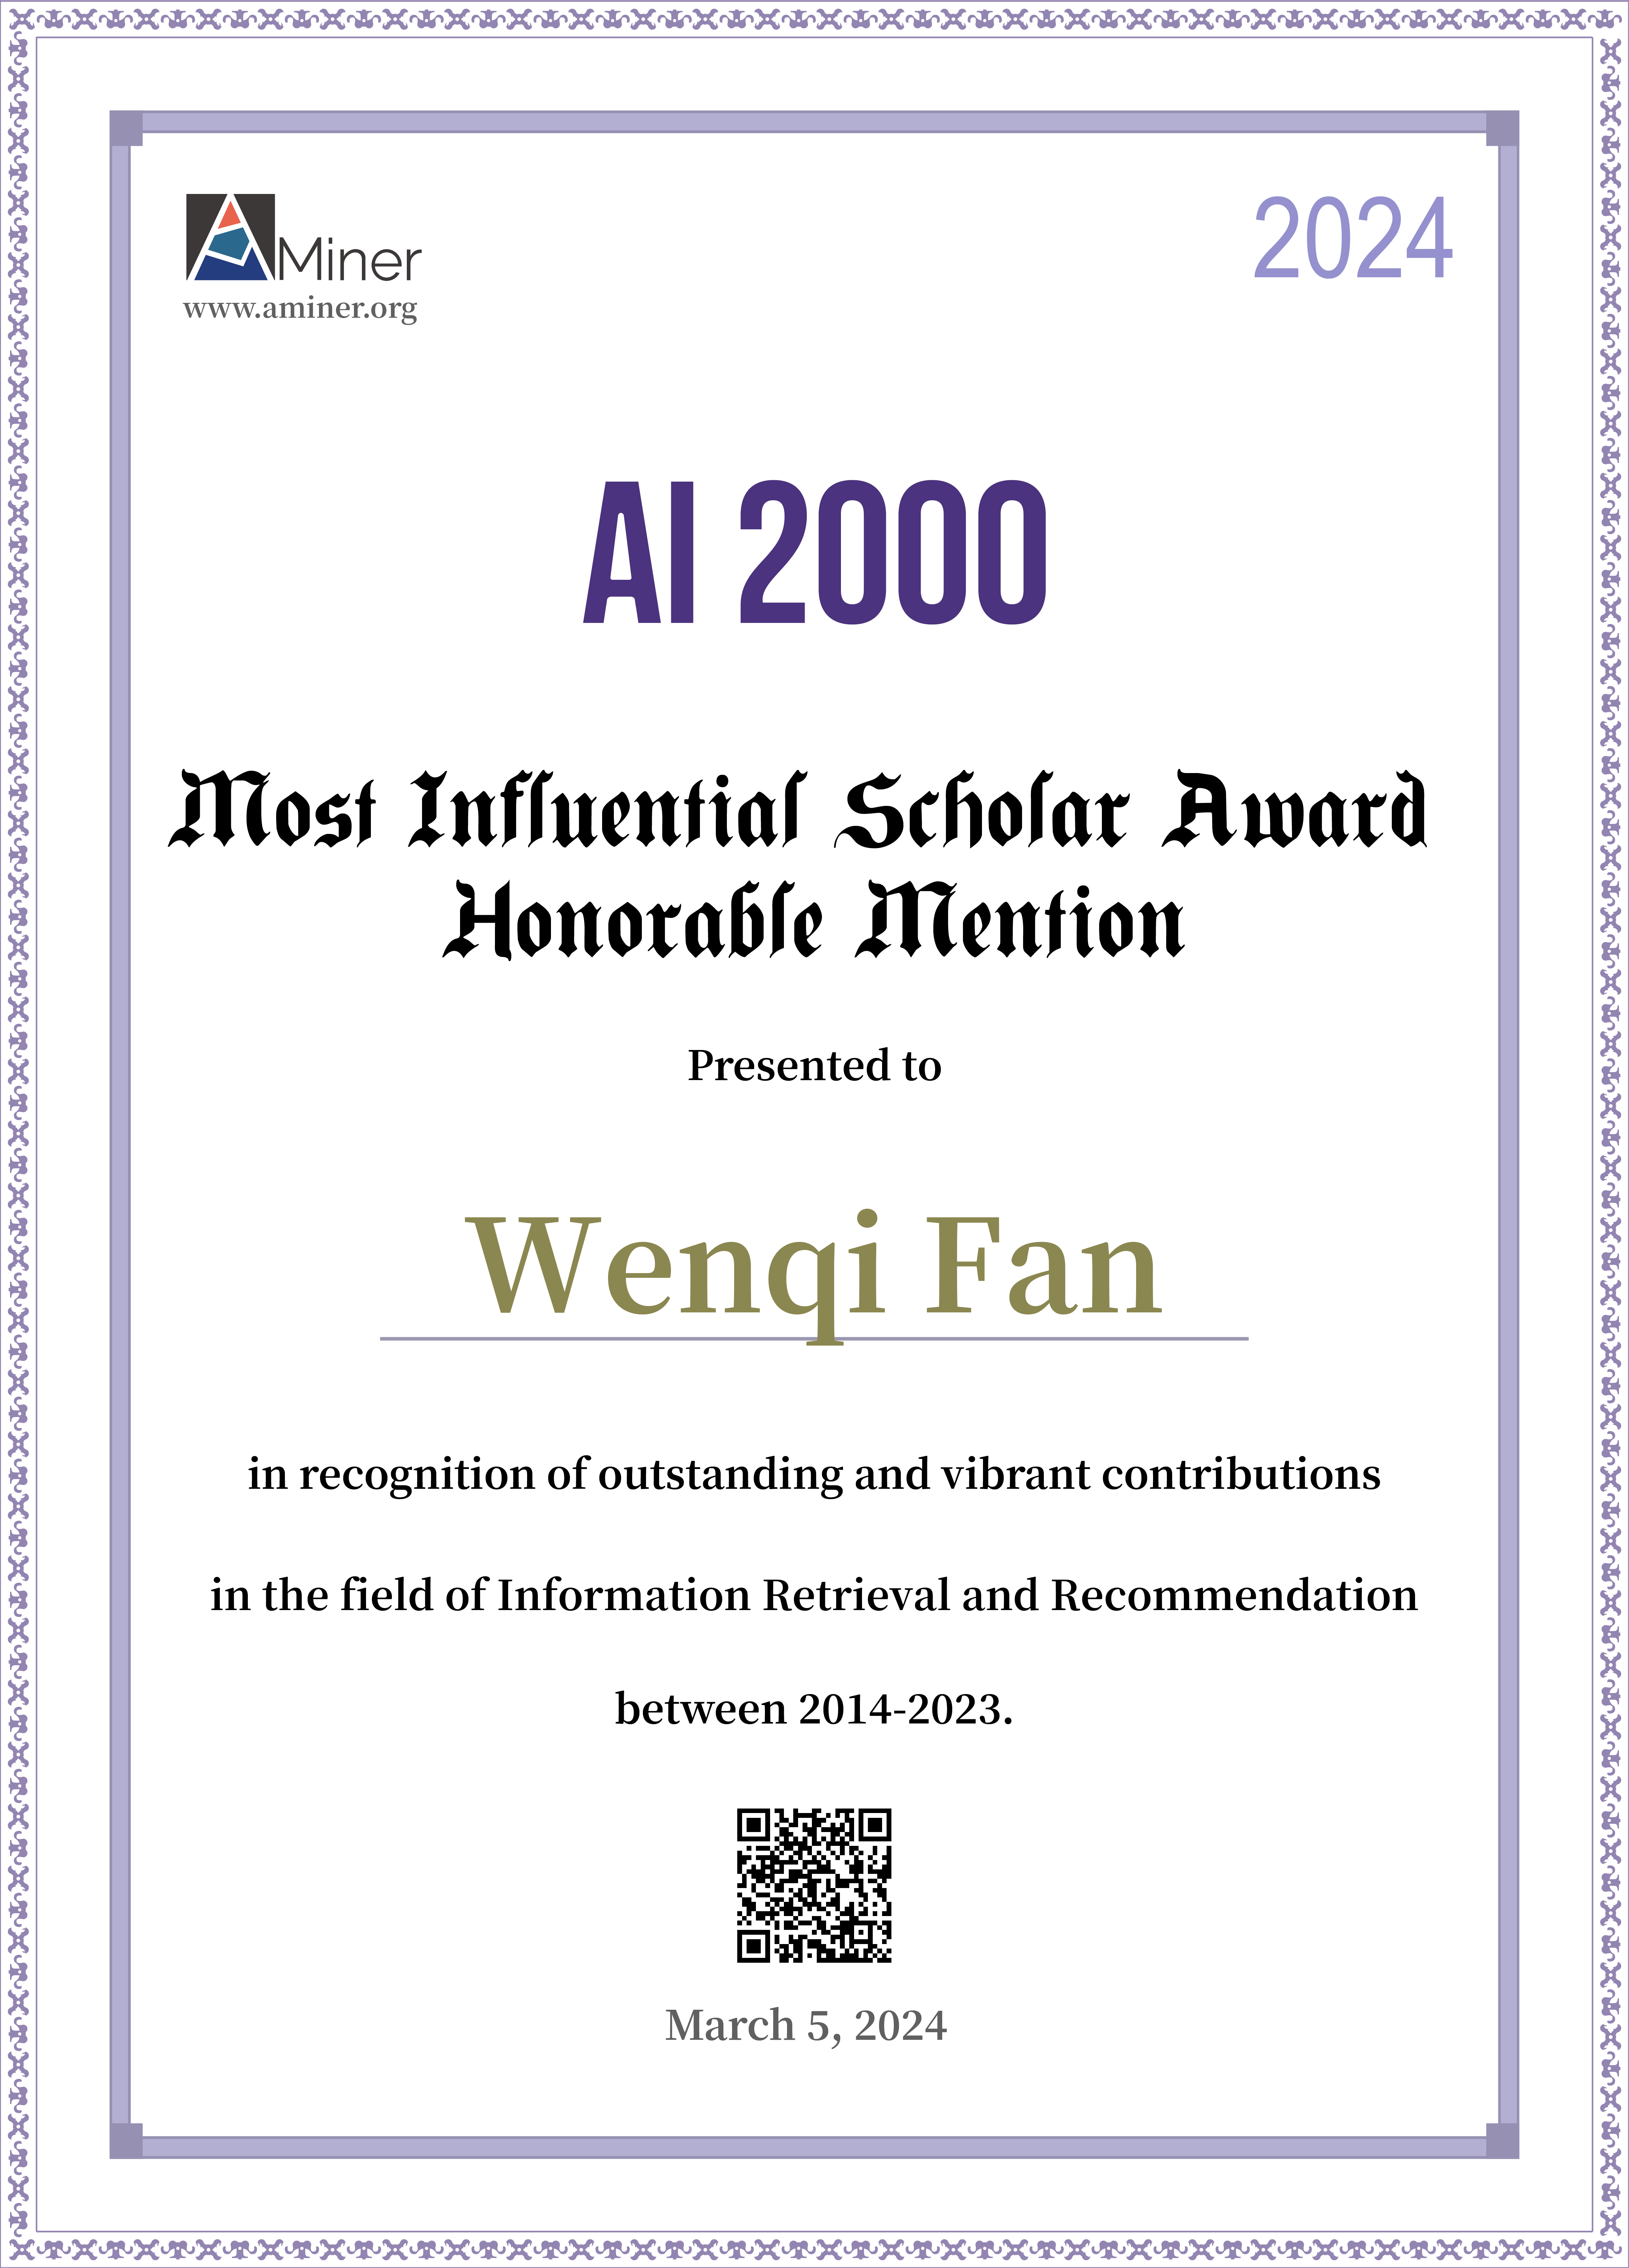 AMiner
www.aminer.org
2024
AI 2000
Most Influential Scholar Award
Honorable Mention
Presented to
Wenqi Fan
in recognition of outstanding and vibrant contributions
in the field of Information Retrieval and Recommendation
between 2014-2023.
March 5, 2024